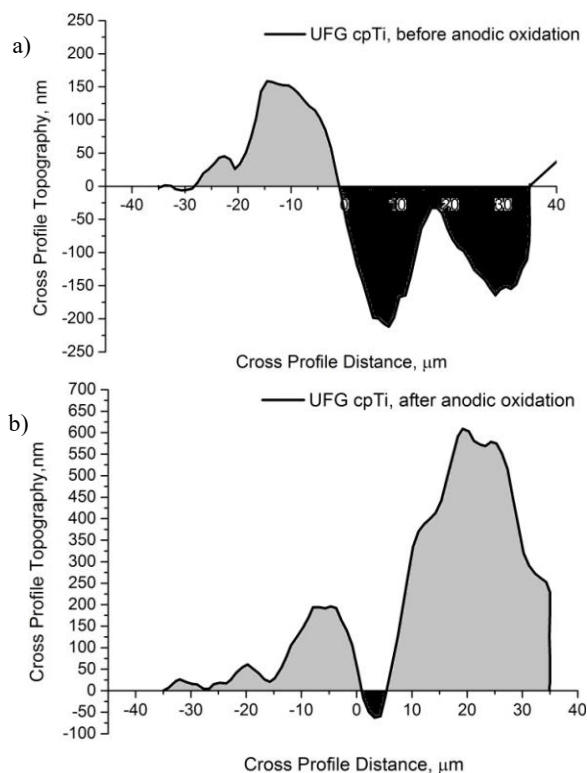 a)
UFG cpTi, before anodic oxidation
Cross Profile Topography, nm
250
200
150
100
50
0
-50
-100
-150
-200
-250
-40 -30 -20 -10 0 10 20 30 40
Cross Profile Distance, μm
b)
UFG cpTi, after anodic oxidation
Cross Profile Topography,nm
700
650
600
550
500
450
400
350
300
250
200
150
100
50
0
-50
-100
-40 -30 -20 -10 0 10 20 30 40
Cross Profile Distance, μm